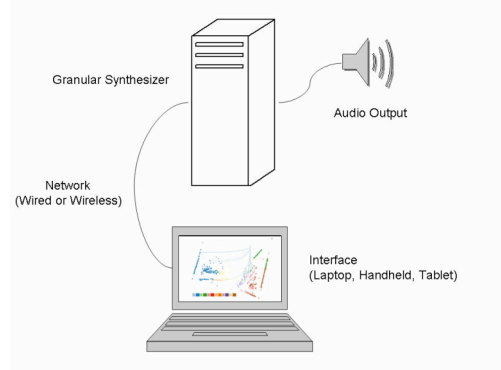 Granular Synthesizer
Audio Output
Network
(Wired or Wireless)
Interface
(Laptop, Handheld, Tablet)